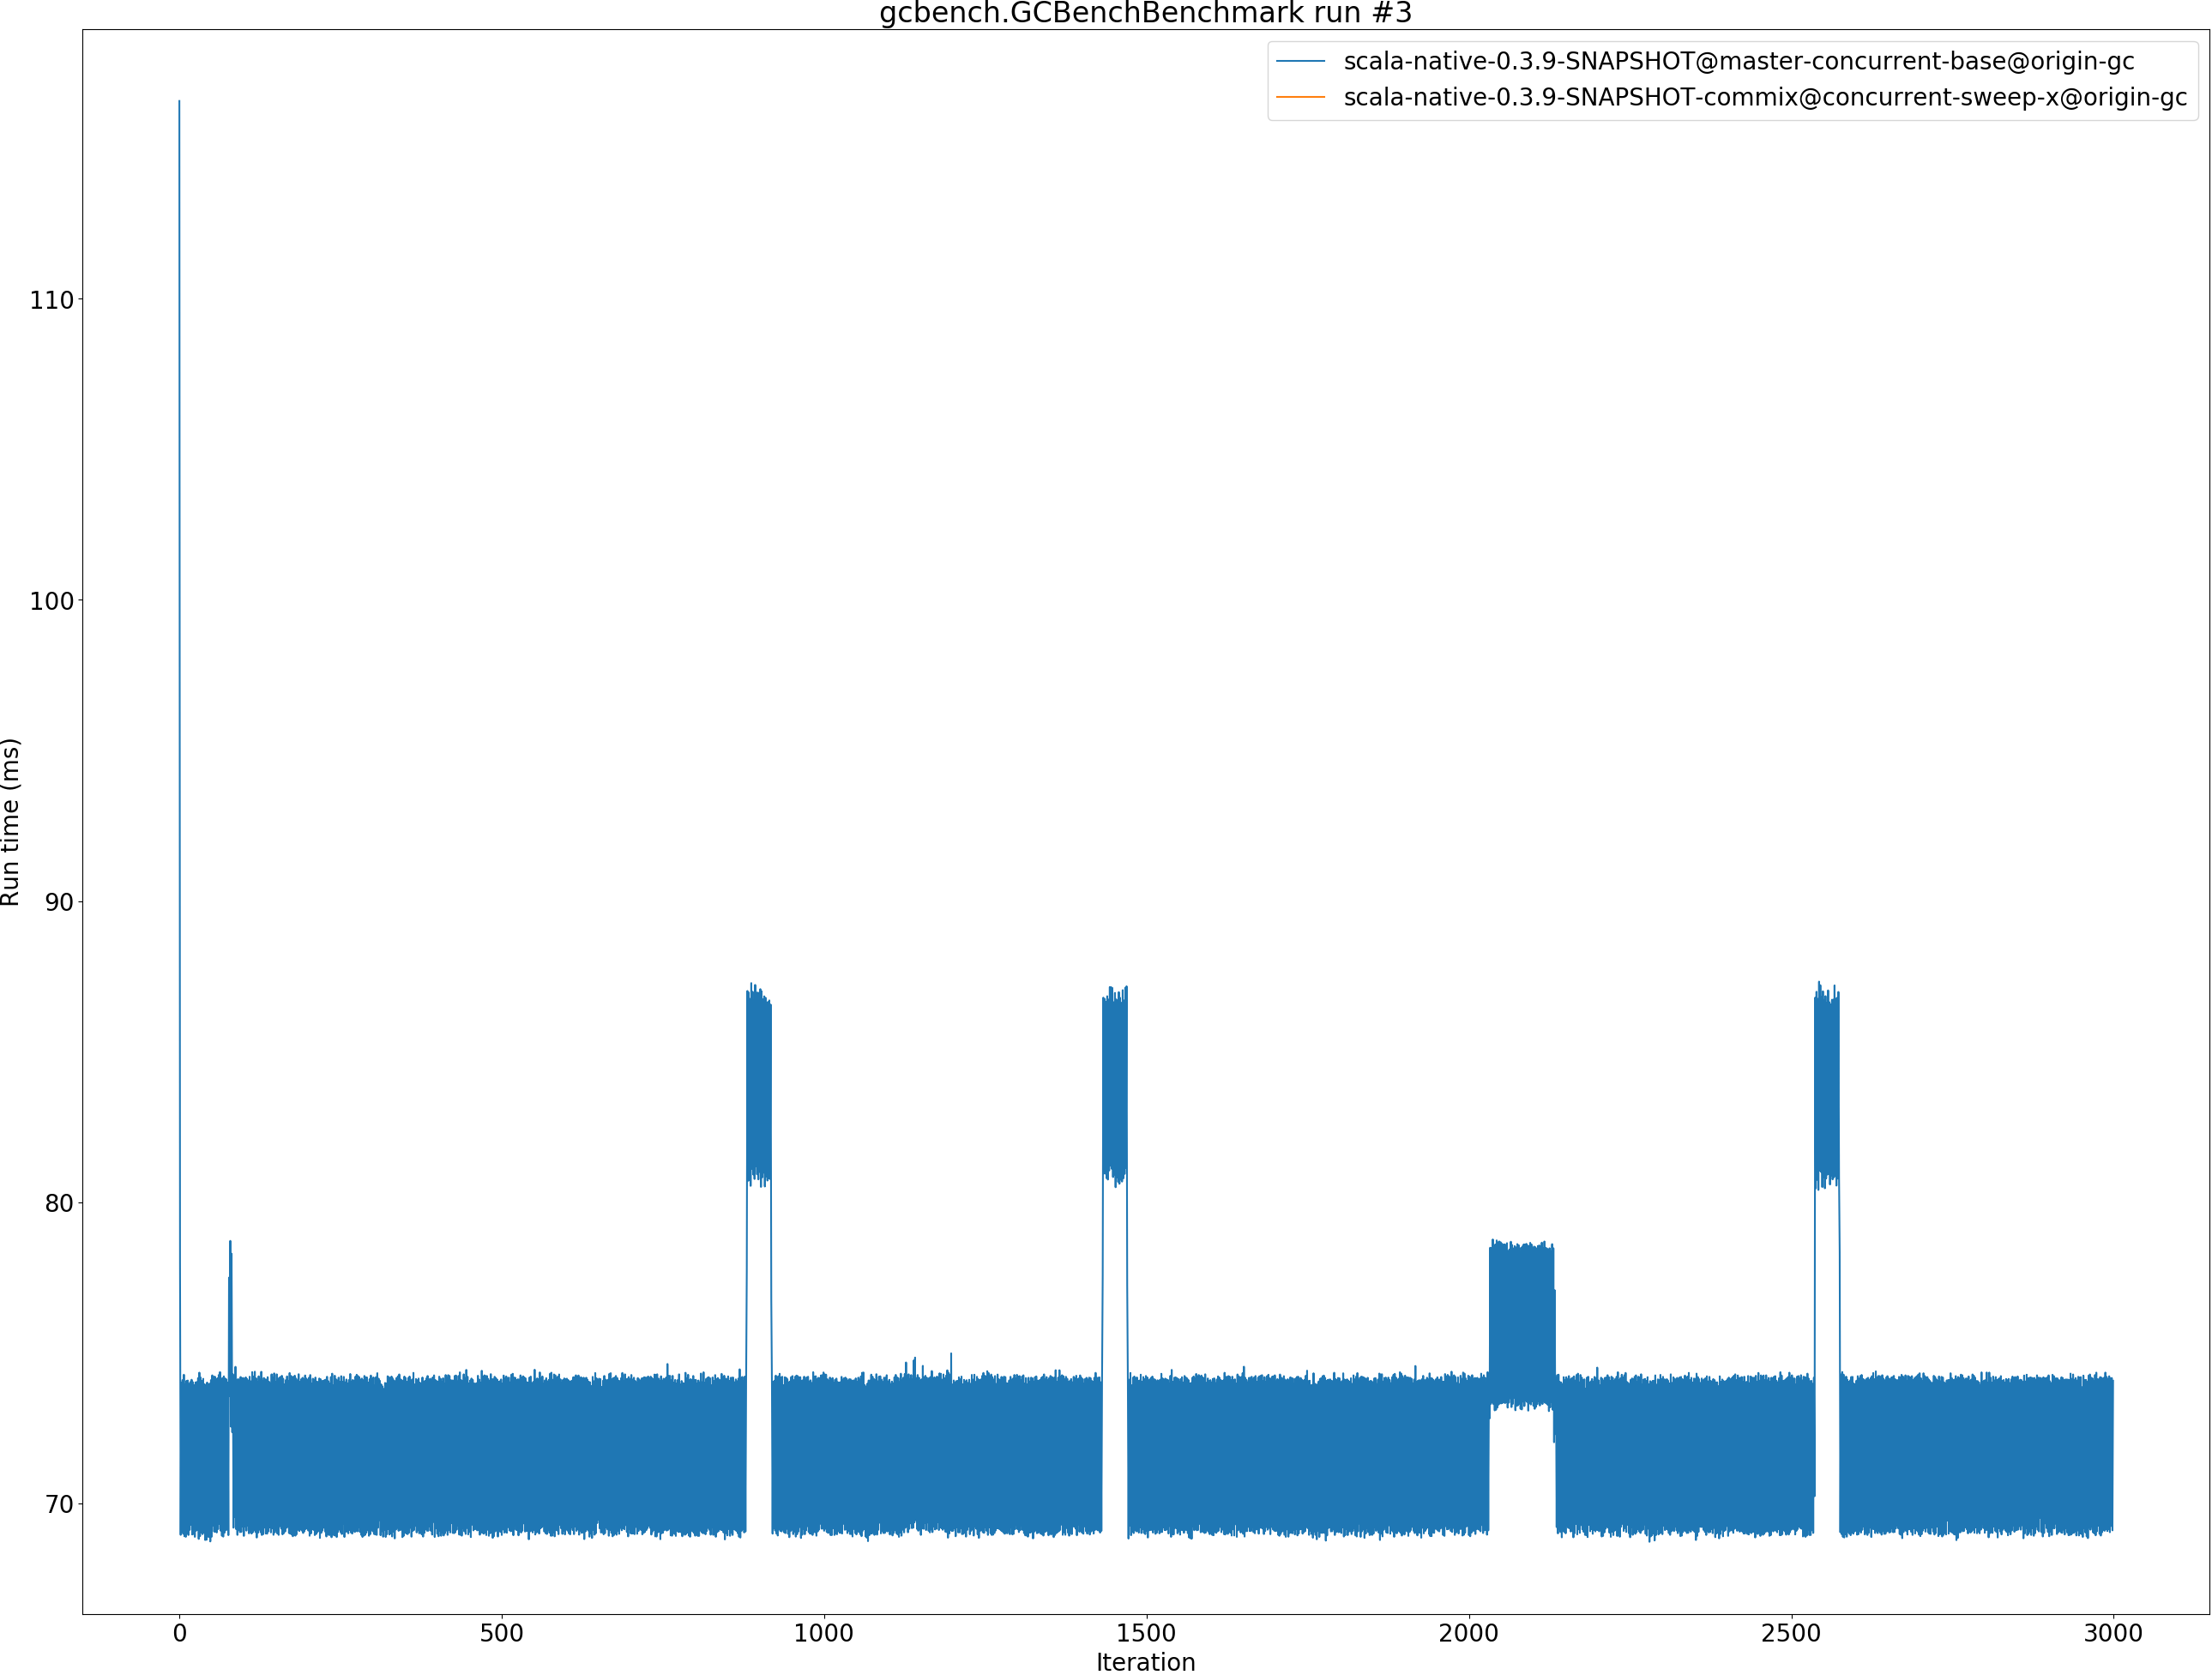 gcbench.GCBenchBenchmark run #3
scala-native-0.3.9-SNAPSHOT@master-concurrent-base@origin-gc
scala-native-0.3.9-SNAPSHOT-commix@concurrent-sweep-x@origin-gc
110
100
90
80
70
Run time (ms)
0 500 1000 1500 2000 2500 3000
Iteration